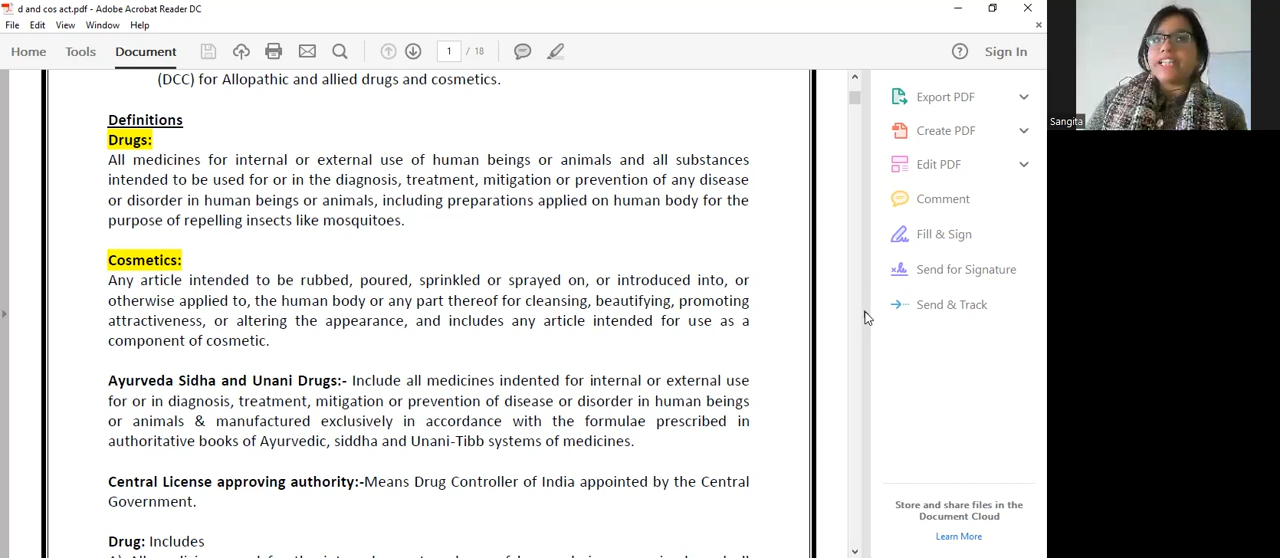 d and cos act.pdf - Adobe Acrobat Reader DC
File Edit View Window Help
Home Tools Document 1 / 18 Sign In
(DCC) for Allopathic and allied drugs and cosmetics.
Definitions
Drugs:
All medicines for internal or external use of human beings or animals and all substances
intended to be used for or in the diagnosis, treatment, mitigation or prevention of any disease
or disorder in human beings or animals, including preparations applied on human body for the
purpose of repelling insects like mosquitoes.
Cosmetics:
Any article intended to be rubbed, poured, sprinkled or sprayed on, or introduced into, or
otherwise applied to, the human body or any part thereof for cleansing, beautifying, promoting
attractiveness, or altering the appearance, and includes any article intended for use as a
component of cosmetic.
Ayurveda Sidha and Unani Drugs:- Include all medicines indented for internal or external use
for or in diagnosis, treatment, mitigation or prevention of disease or disorder in human beings
or animals & manufactured exclusively in accordance with the formulae prescribed in
authoritative books of Ayurvedic, siddha and Unani-Tibb systems of medicines.
Central License approving authority:-Means Drug Controller of India appointed by the Central
Government.
Drug: Includes
Export PDF
Create PDF
Edit PDF
Comment
Fill & Sign
Send for Signature
Send & Track
Store and share files in the
Document Cloud
Learn More
Sangita